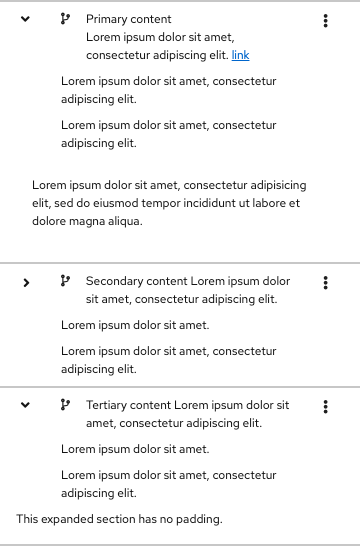 Primary content
Lorem ipsum dolor sit amet,
consectetur adipiscing elit. link
Lorem ipsum dolor sit amet, consectetur
adipiscing elit.
Lorem ipsum dolor sit amet, consectetur
adipiscing elit.
Lorem ipsum dolor sit amet, consectetur adipisicing
elit, sed do eiusmod tempor incididunt ut labore et
dolore magna aliqua.
Secondary content Lorem ipsum dolor
sit amet, consectetur adipiscing elit.
Lorem ipsum dolor sit amet.
Lorem ipsum dolor sit amet, consectetur
adipiscing elit.
Tertiary content Lorem ipsum dolor sit
amet, consectetur adipiscing elit.
Lorem ipsum dolor sit amet.
Lorem ipsum dolor sit amet, consectetur
adipiscing elit.
This expanded section has no padding.